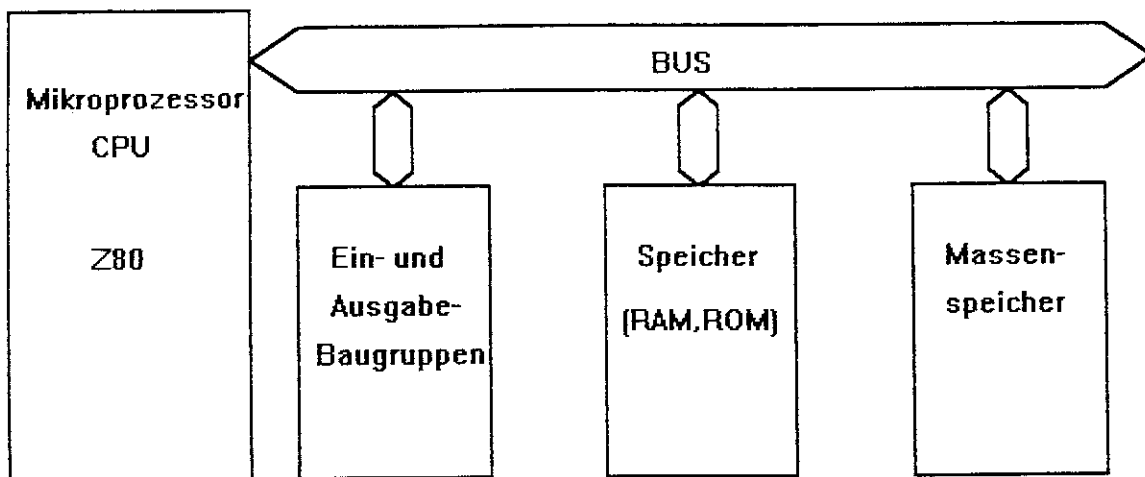 Mikroprozessor
CPU
Z80
BUS
Ein- und
Ausgabe-
Baugruppen
Speicher
(RAM,ROM)
Massen-
speicher